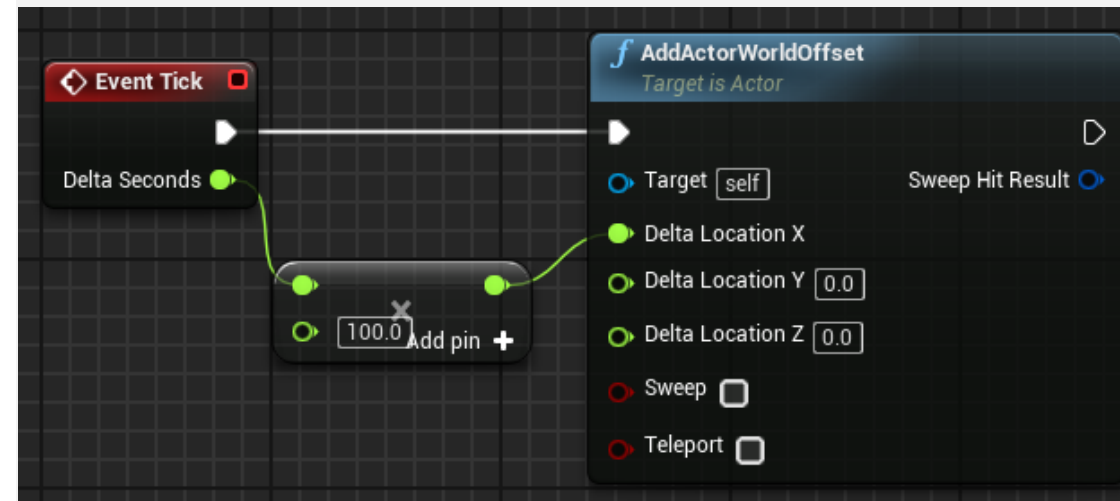 Event Tick
Delta Seconds
100.0
Add pin
AddActorWorldOffset
Target is Actor
Target self
Sweep Hit Result
Delta Location X
Delta Location Y 0.0
Delta Location Z 0.0
Sweep
Teleport